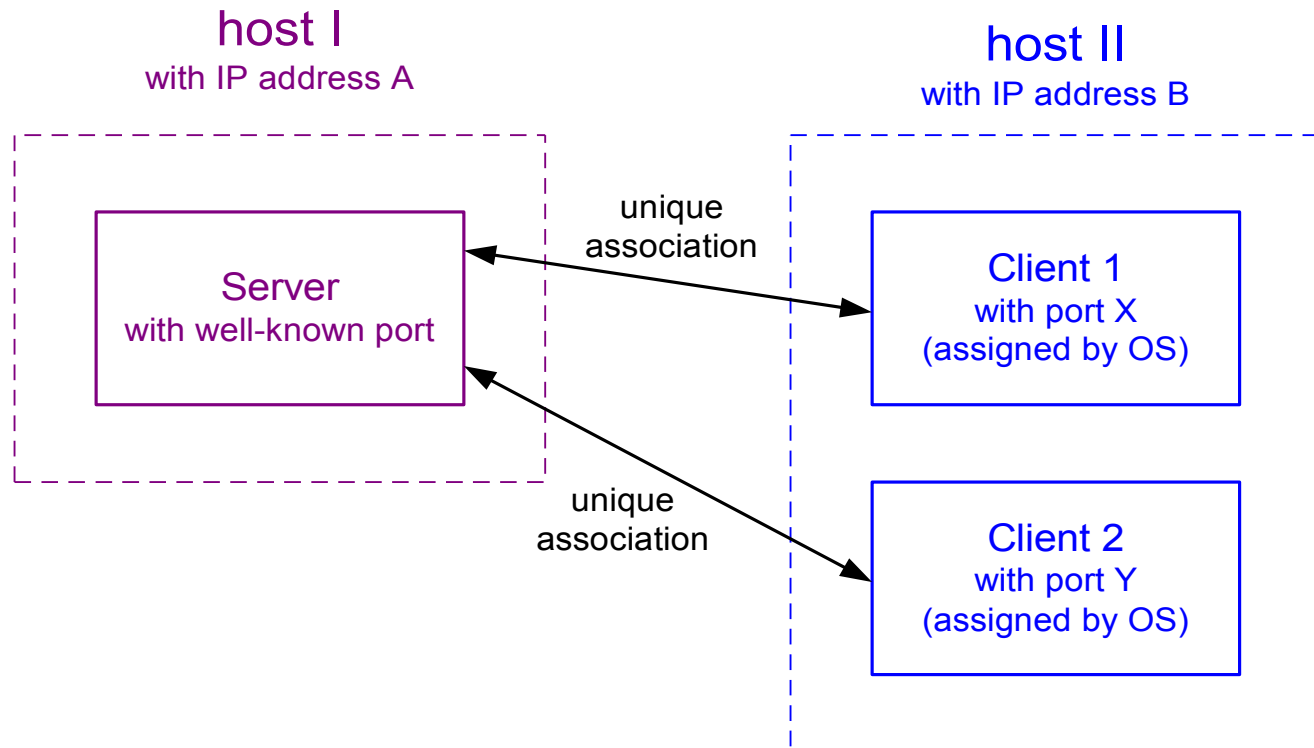 host I
with IP address A
host II
with IP address B
unique
association
Server
with well-known port
Client 1
with port X
(assigned by OS)
unique
association
Client 2
with port Y
(assigned by OS)